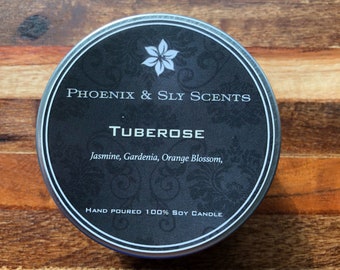 Phoenix & Sly Scents
Tuberose
Jasmine, Gardenia, Orange Blossom,
Hand poured 100% Soy Candle